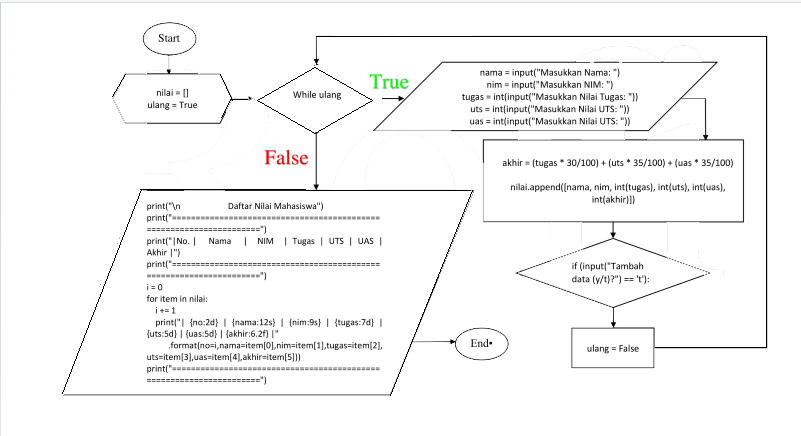 Start
nilai = []
ulang = True
While ulang
True
nama = input("Masukkan Nama: ")
nim = input("Masukkan NIM: ")
tugas = int(input("Masukkan Nilai Tugas: "))
uts = int(input("Masukkan Nilai UTS: "))
uas = int(input("Masukkan Nilai UTS: "))
akhir = (tugas * 30/100) + (uts * 35/100) + (uas * 35/100)
nilai.append([nama, nim, int(tugas), int(uts), int(uas),
int(akhir)])
if (input("Tambah
data (y/t)?") == 't'):
ulang = False
False
print("\n Daftar Nilai Mahasiswa")
print("============================================
========================")
print("|No. | Nama | NIM | Tugas | UTS | UAS |
Akhir |")
print("============================================
========================")
i = 0
for item in nilai:
i += 1
print("| {no:2d} | {nama:12s} | {nim:9s} | {tugas:7d} |
{uts:5d} | {uas:5d} | {akhir:6.2f} |"
.format(no=i,nama=item[0],nim=item[1],tugas=item[2],
uts=item[3],uas=item[4],akhir=item[5]))
print("============================================
========================")
End•